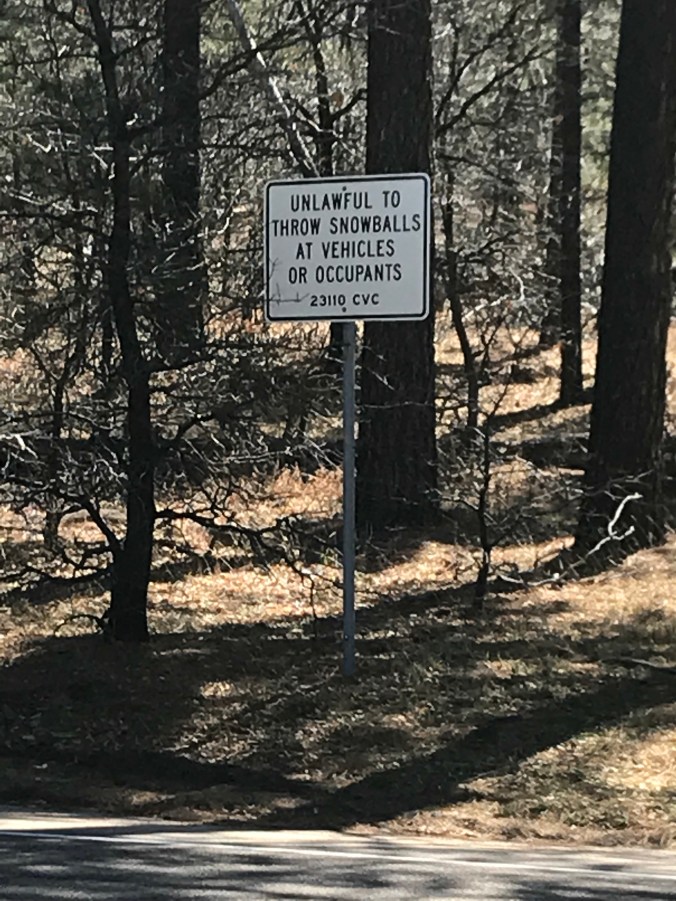 UNLAWFUL TO
THROW SNOWBALLS
AT VEHICLES
OR OCCUPANTS
23110 CVC